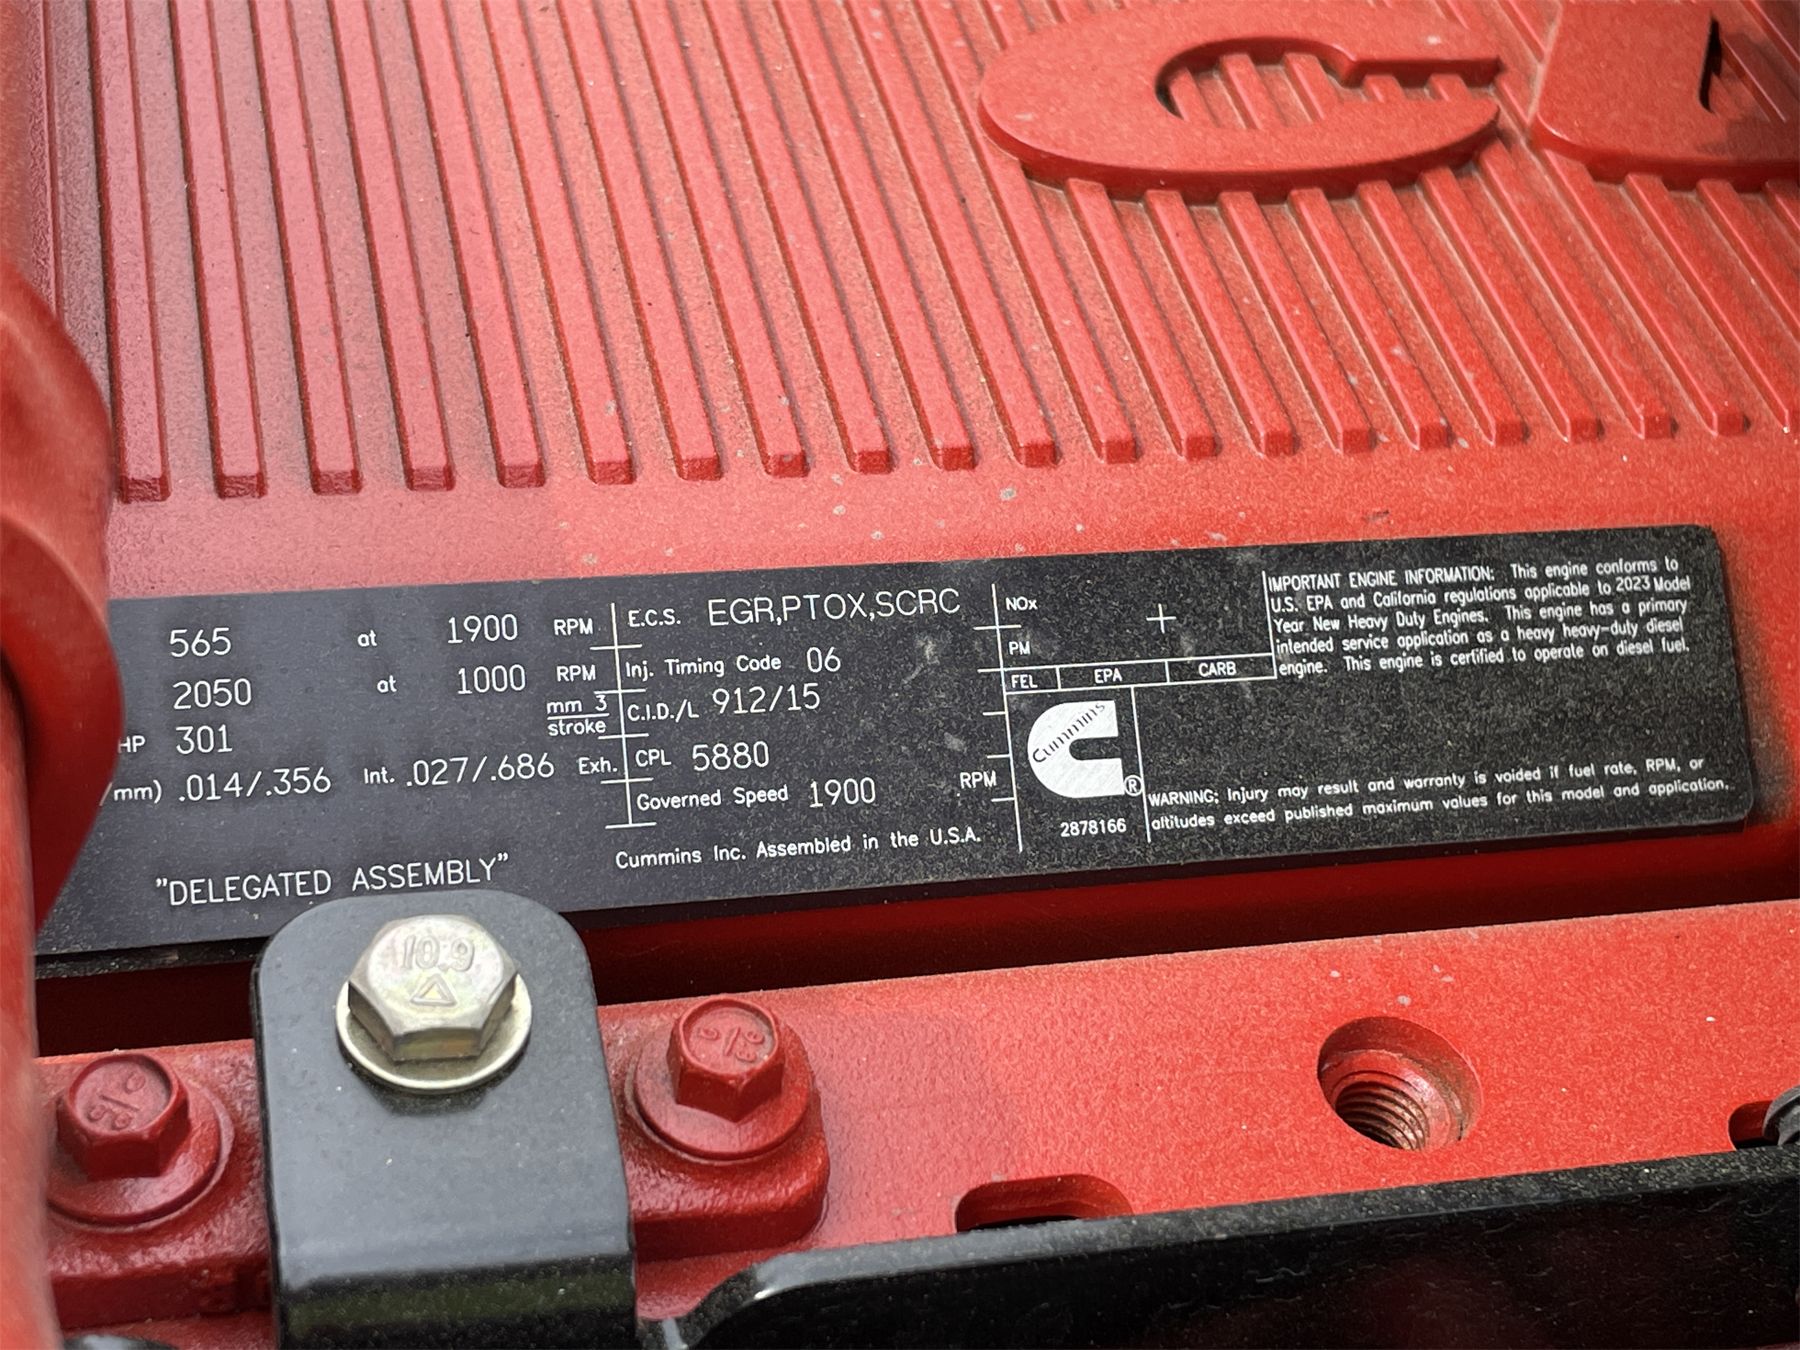 565 at 1900 RPM
2050 at 1000 RPM
HP 301 mm 3
stroke
/mm) .014/.356 Int. .027/.686 Exh.
"DELEGATED ASSEMBLY"
E.C.S. EGR,PTOX,SCRC
Inj. Timing Code 06
C.I.D./L 912/15
CPL 5880
Governed Speed 1900 RPM
Cummins Inc. Assembled in the U.S.A.
NOx
PM
FEL EPA CARB
Cummins
®
2878166
IMPORTANT ENGINE INFORMATION: This engine conforms to
U.S. EPA and California regulations applicable to 2023 Model
Year New Heavy Duty Engines. This engine has a primary
intended service application as a heavy heavy-duty diesel
engine. This engine is certified to operate on diesel fuel.
WARNING: Injury may result and warranty is voided if fuel rate, RPM, or
altitudes exceed published maximum values for this model and application.
10.9